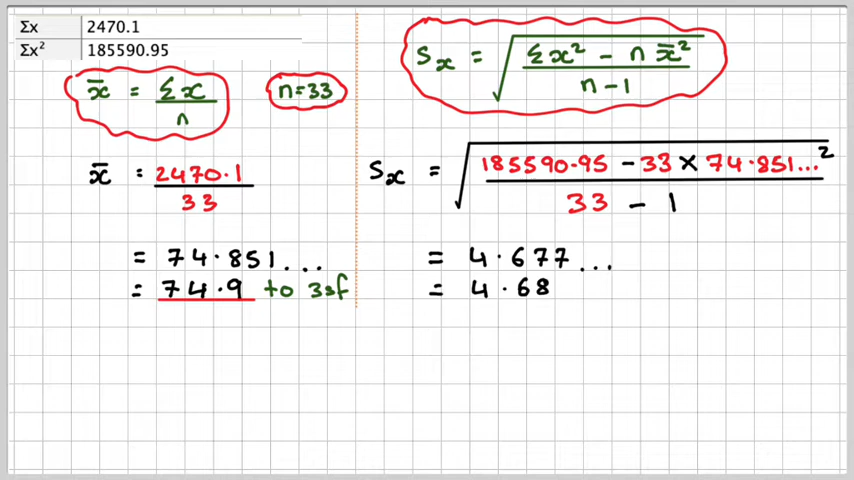 Σx 2470.1
Σx² 185590.95
x̄ = Σx / n
n=33
Sx = √((Σx² − n x̄²) / (n−1))
x̄ = 2470.1 / 33
= 74.851...
= 74.9 to 3sf
Sx = √((185590.95 − 33 × 74.851...²) / (33 − 1))
= 4.677...
= 4.68